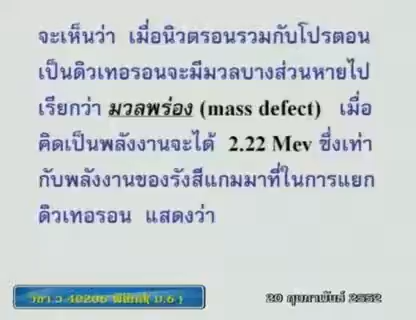 จะเห็นว่า เมื่อนิวตรอนรวมกับโปรตอน
เป็นดิวเทอรอนจะมีมวลบางส่วนหายไป
เรียกว่า มวลพร่อง (mass defect) เมื่อ
คิดเป็นพลังงานจะได้ 2.22 Mev ซึ่งเท่า
กับพลังงานของรังสีแกมมาที่ในการแยก
ดิวเทอรอน แสดงว่า
วิชา ว 40206 ฟิสิกส์( ม.6 )
20 กุมภาพันธ์ 2552